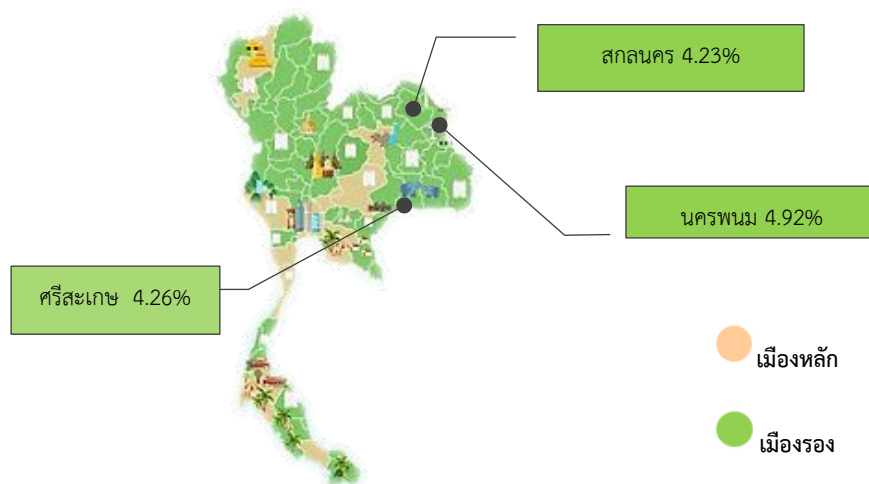 สกลนคร 4.23%
นครพนม 4.92%
ศรีสะเกษ 4.26%
เมืองหลัก
เมืองรอง